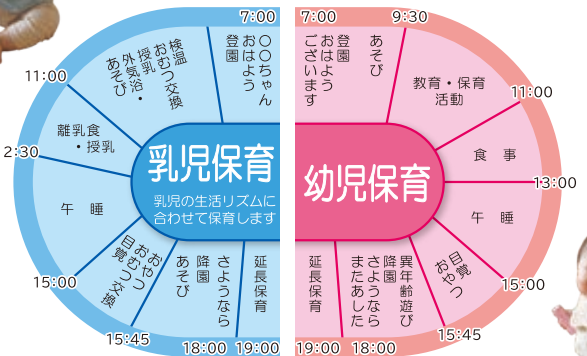 7:00
〇〇ちゃん
おはよう
登園
検温
おむつ交換
授乳
外気浴・
あそび
11:00
離乳食
・授乳
2:30
午 睡
15:00
おやつ
おむつ交換
目覚
15:45
降園
あそび
さようなら
18:00
延長保育
19:00
乳児保育
乳児の生活リズムに
合わせて保育します
7:00
登園
おはよう
ございます
あそび
9:30
教育・保育
活動
11:00
食 事
13:00
午 睡
15:00
目覚
おやつ
15:45
異年齢遊び
降園
さようなら
またあした
18:00
延長保育
19:00
幼児保育